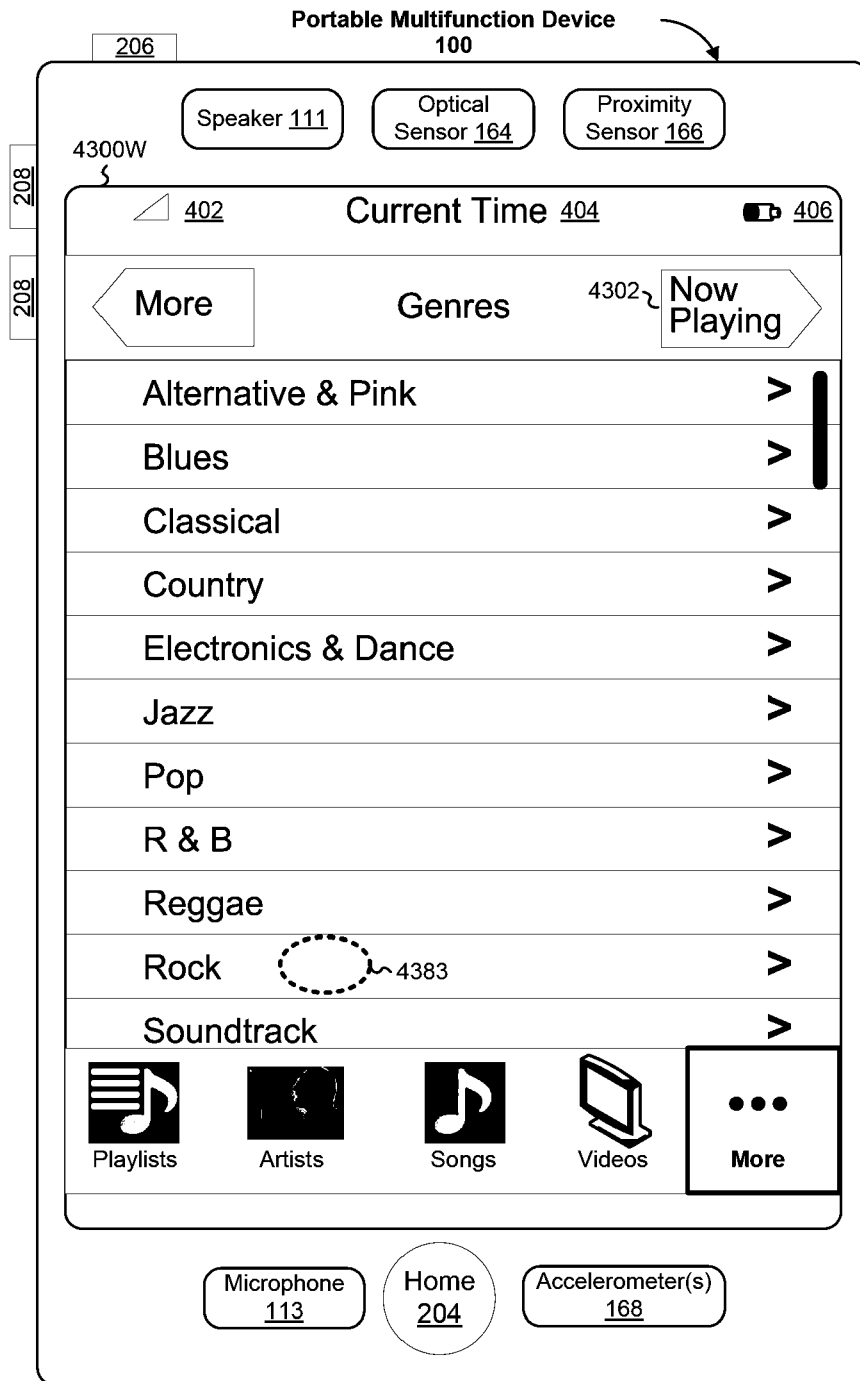 Portable Multifunction Device
100
206
Speaker 111
Optical
Sensor 164
Proximity
Sensor 166
4300W
208
208
402
Current Time 404
406
More
Genres
4302
Now
Playing
Alternative & Pink >
Blues >
Classical >
Country >
Electronics & Dance >
Jazz >
Pop >
R & B >
Reggae >
Rock 4383 >
Soundtrack >
Playlists
Artists
Songs
Videos
More
Microphone
113
Home
204
Accelerometer(s)
168